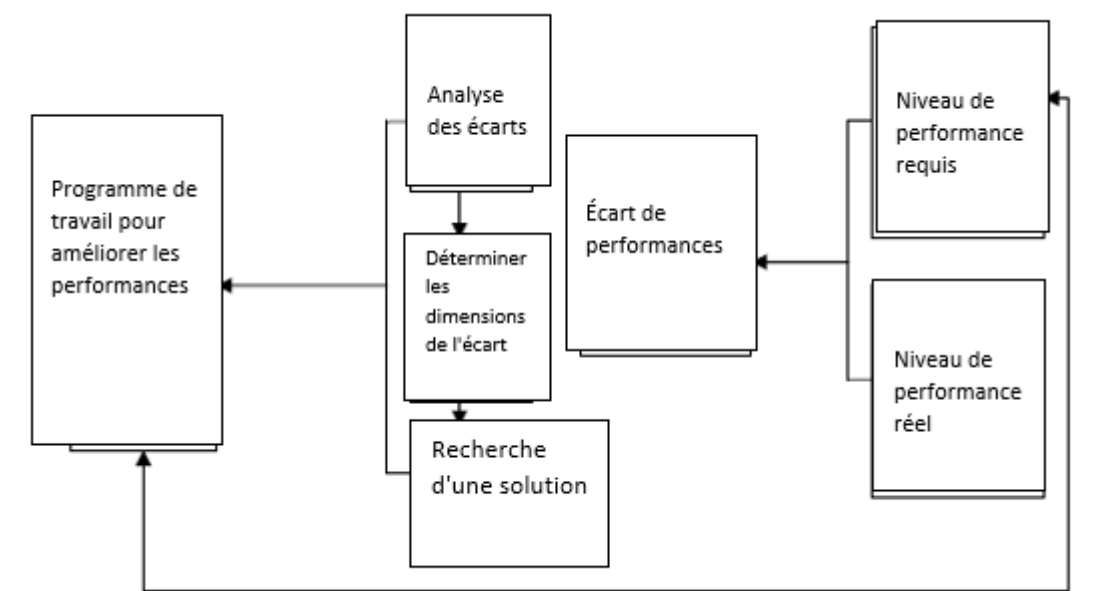 Programme de
travail pour
améliorer les
performances
Analyse
des écarts
Déterminer
les
dimensions
de l'écart
Recherche
d'une solution
Écart de
performances
Niveau de
performance
requis
Niveau de
performance
réel